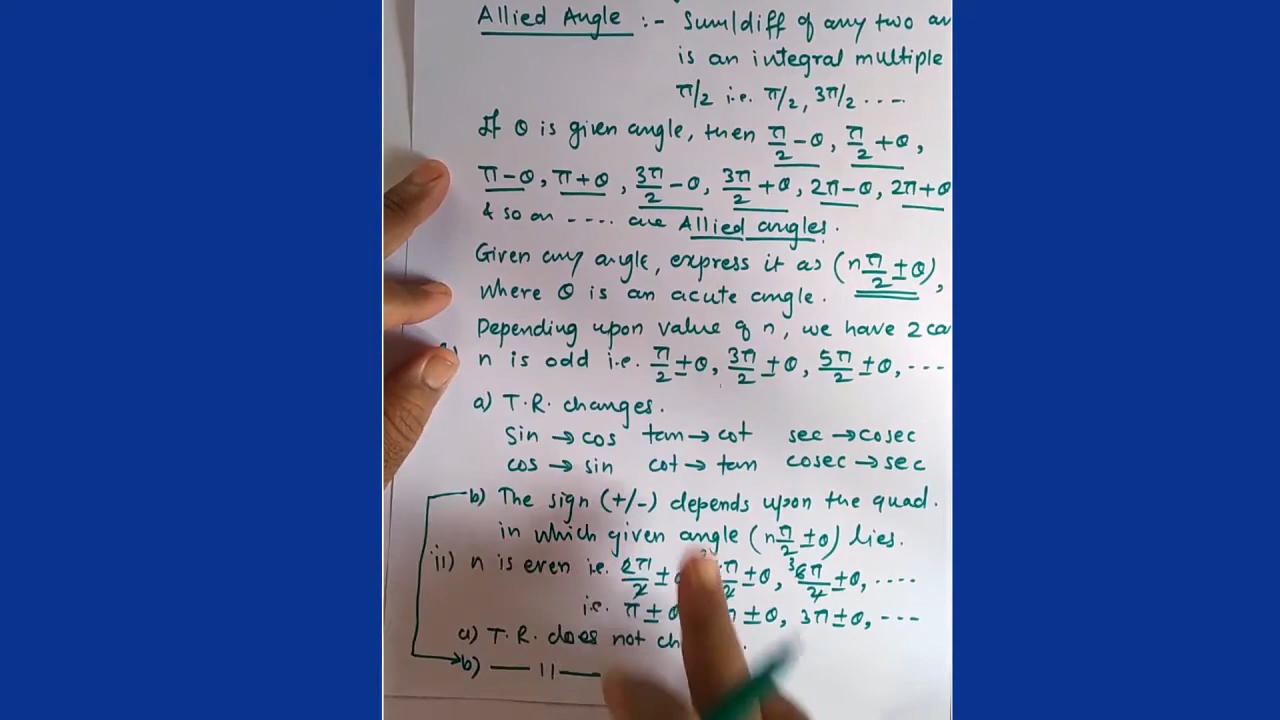 Allied Angle :- Sum/diff of any two
is an integral multiple
π/2 i.e. π/2, 3π/2 ----
If θ is given angle, then π/2 - θ, π/2 + θ,
π-θ, π+θ, 3π/2 - θ, 3π/2 + θ, 2π-θ, 2π+θ
& so on ---- are Allied angles.
Given any angle, express it as (nπ/2 ± θ),
where θ is an acute angle.
Depending upon value of n, we have 2
n is odd i.e. π/2 ± θ, 3π/2 ± θ, 5π/2 ± θ, ---
a) T.R. changes.
sin → cos tan → cot sec → cosec
cos → sin cot → tan cosec → sec
b) The sign (+/-) depends upon the quad.
in which given angle (nπ/2 ± θ) lies.
ii) n is even i.e. 2π/2 ± π/2 ± θ, 6π/2 ± θ, ----
i.e. π ± ± θ, 3π ± θ, ---
a) T.R. does not
b) — 11 —